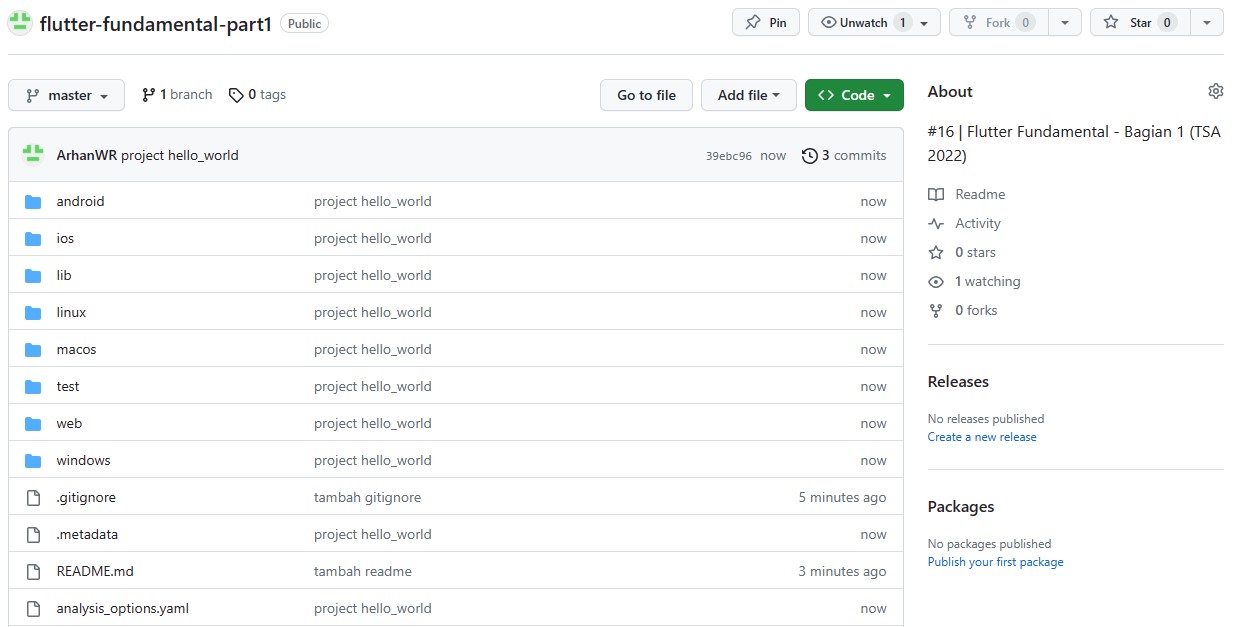 flutter-fundamental-part1 Public
Pin Unwatch 1 Fork 0 Star 0
master 1 branch 0 tags Go to file Add file <> Code
ArhanWR project hello_world 39ebc96 now 3 commits
android project hello_world now
ios project hello_world now
lib project hello_world now
linux project hello_world now
macos project hello_world now
test project hello_world now
web project hello_world now
windows project hello_world now
.gitignore tambah gitignore 5 minutes ago
.metadata project hello_world now
README.md tambah readme 3 minutes ago
analysis_options.yaml project hello_world now
About
#16 | Flutter Fundamental - Bagian 1 (TSA
2022)
Readme
Activity
0 stars
1 watching
0 forks
Releases
No releases published
Create a new release
Packages
No packages published
Publish your first package